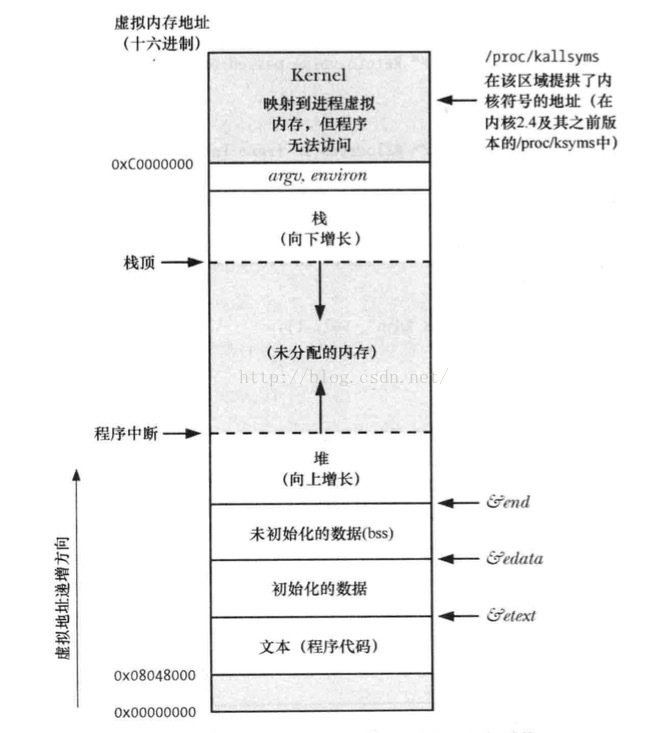 虚拟内存地址
（十六进制）
Kernel
映射到进程虚拟
内存，但程序
无法访问
/proc/kallsyms
在该区域提拱了内
核符号的地址（在
内核2.4及其之前版
本的/proc/ksyms中）
0xC0000000
argv, environ
栈
（向下增长）
栈顶
（未分配的内存）
http://blog.csdn.net/
程序中断
堆
（向上增长）
&end
未初始化的数据(bss)
&edata
初始化的数据
&etext
文本（程序代码）
虚拟地址递增方向
0x08048000
0x00000000